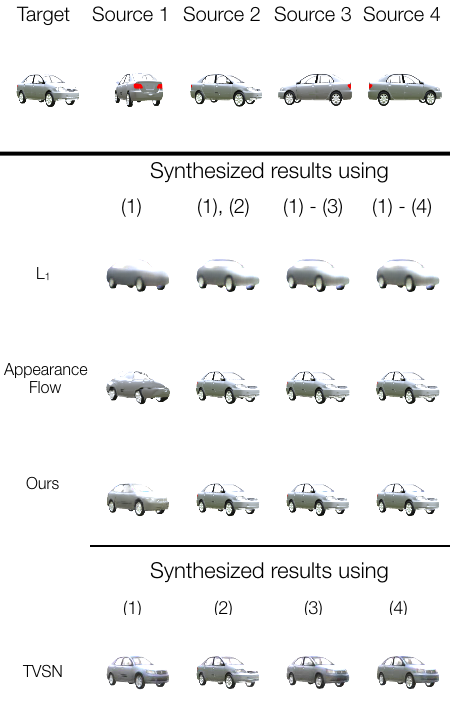 Target Source 1 Source 2 Source 3 Source 4
Synthesized results using
(1) (1), (2) (1) - (3) (1) - (4)
L₁
Appearance
Flow
Ours
Synthesized results using
(1) (2) (3) (4)
TVSN